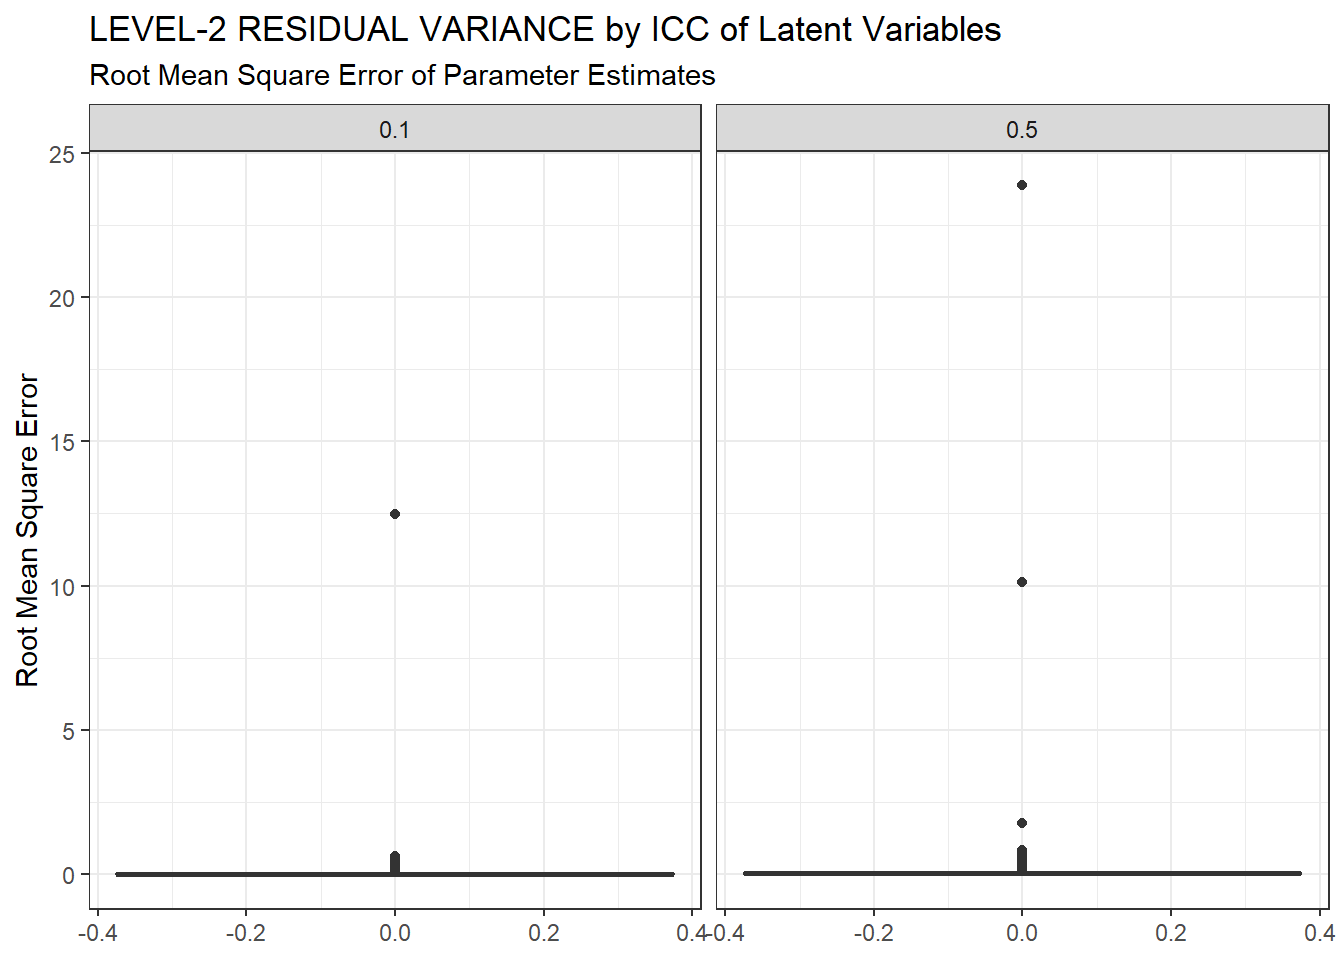 LEVEL-2 RESIDUAL VARIANCE by ICC of Latent Variables
Root Mean Square Error of Parameter Estimates
0.1
0.5
Root Mean Square Error
25
20
15
10
5
0
-0.4 -0.2 0.0 0.2 0.4
-0.4 -0.2 0.0 0.2 0.4